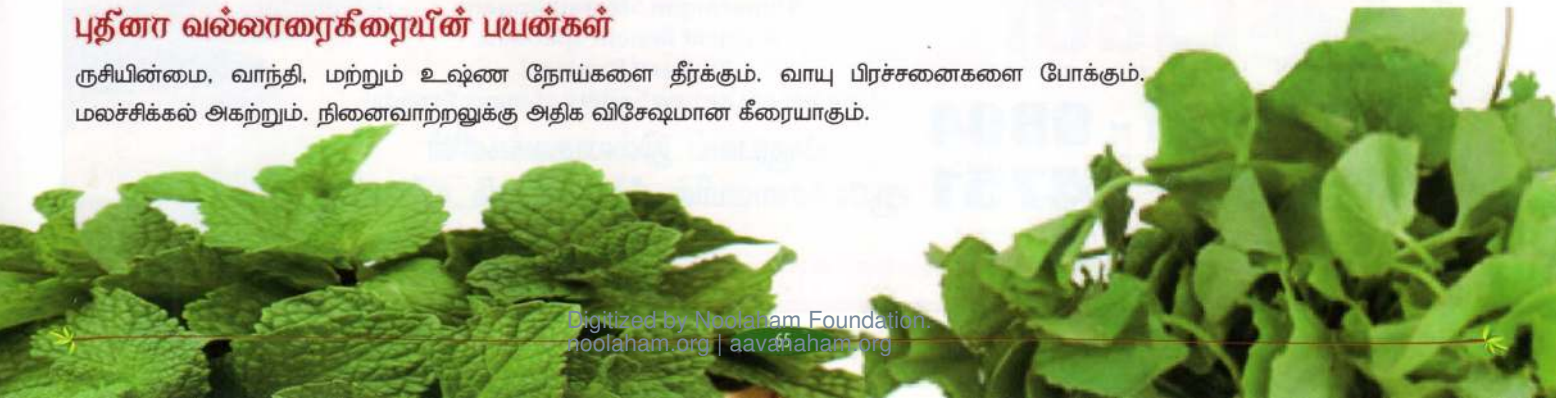 புதினா வல்லாரைகீரையின் பயன்கள்
ருசியின்மை, வாந்தி, மற்றும் உஷ்ண நோய்களை தீர்க்கும். வாயு பிரச்சனைகளை போக்கும்.
மலச்சிக்கல் அகற்றும். நினைவாற்றலுக்கு அதிக விசேஷமான கீரையாகும்.
Digitized by Noolaham Foundation.
noolaham.org | aavanaham.org